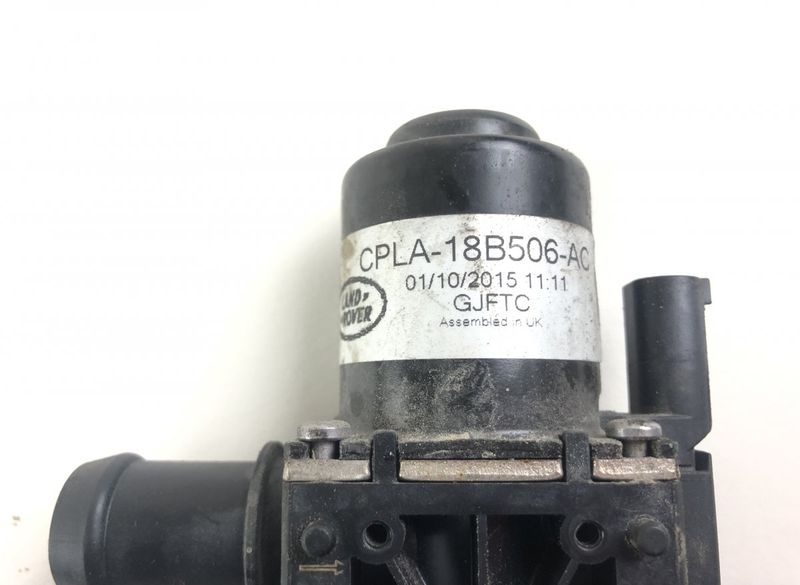 CPLA-18B506-AC
01/10/2015 11:11
GJFTC
LAND
ROVER
Assembled in UK